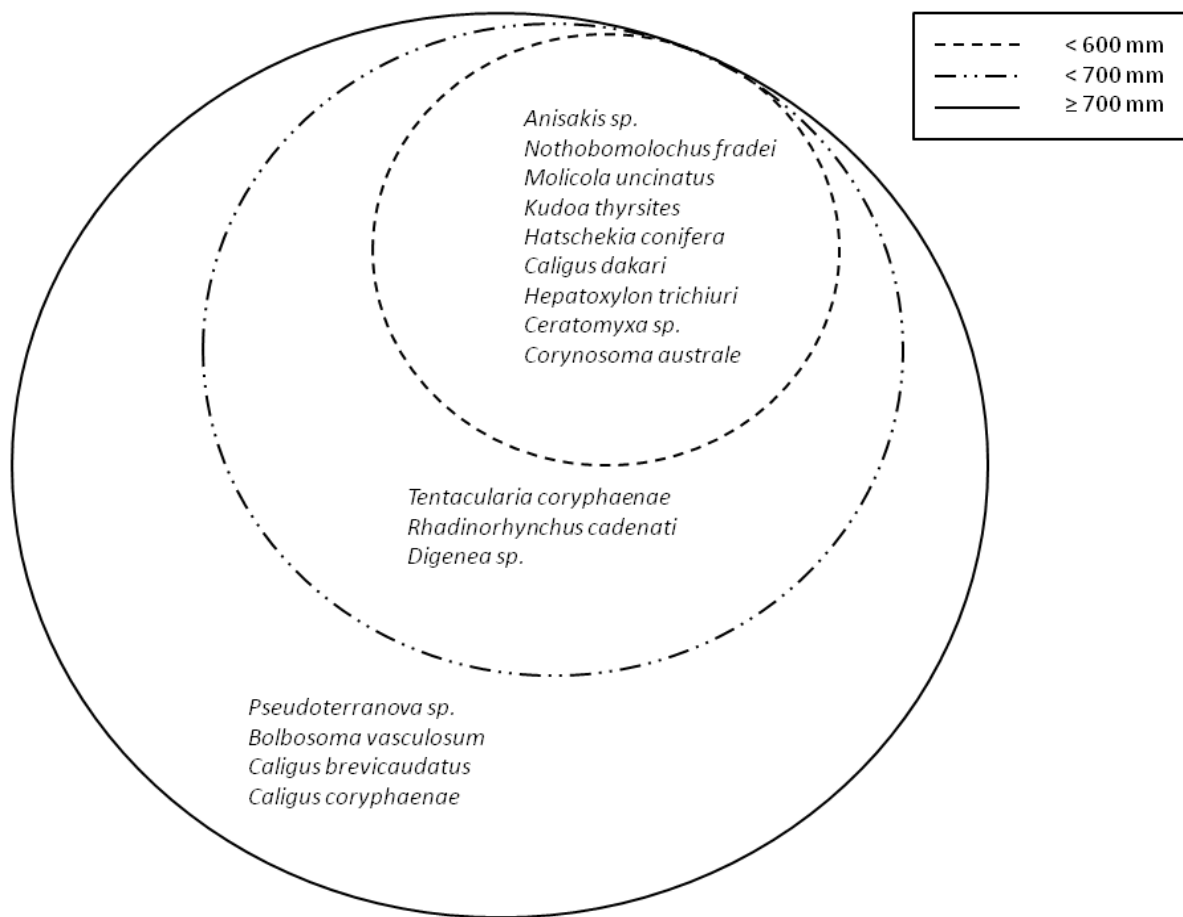 < 600 mm
< 700 mm
≥ 700 mm
Anisakis sp.
Nothobomolochus fradei
Molicola uncinatus
Kudoa thyrsites
Hatschekia conifera
Caligus dakari
Hepatoxylon trichiuri
Ceratomyxa sp.
Corynosoma australe
Tentacularia coryphaenae
Rhadinorhynchus cadenati
Digenea sp.
Pseudoterranova sp.
Bolbosoma vasculosum
Caligus brevicaudatus
Caligus coryphaenae